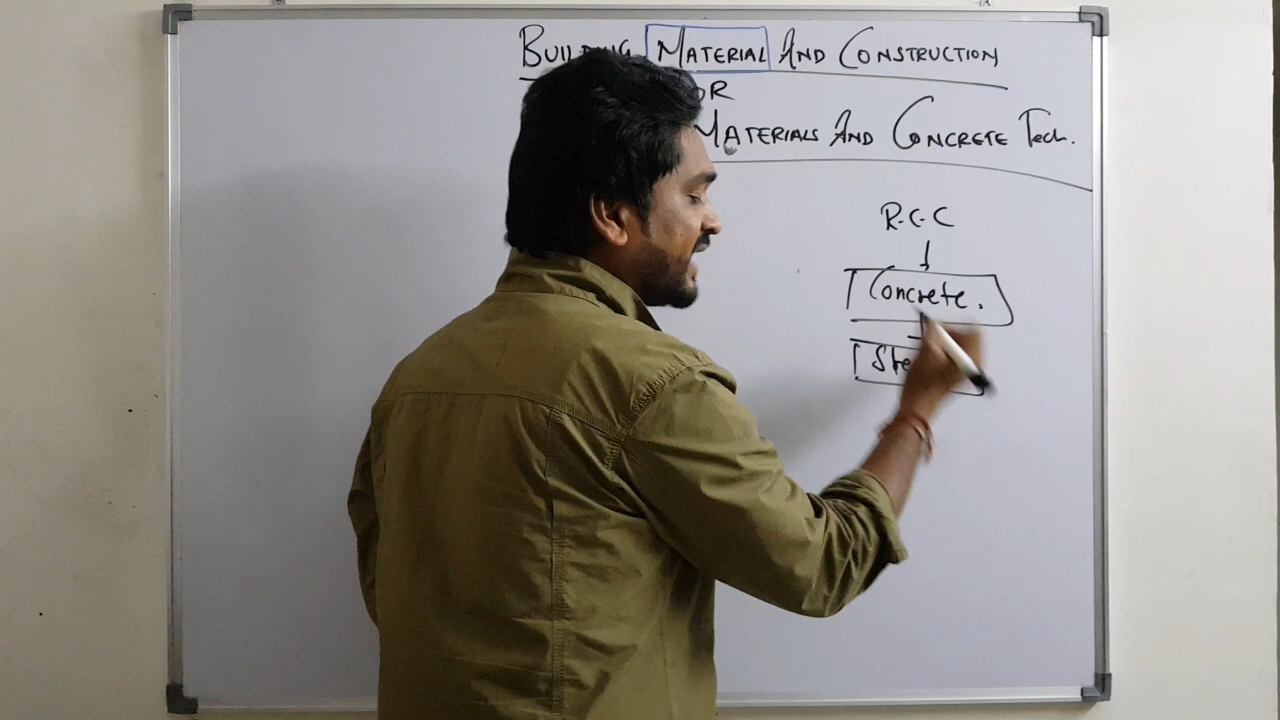 BUILDING MATERIAL AND CONSTRUCTION
OR
MATERIALS AND CONCRETE Tech.
R.C.C
Concrete.